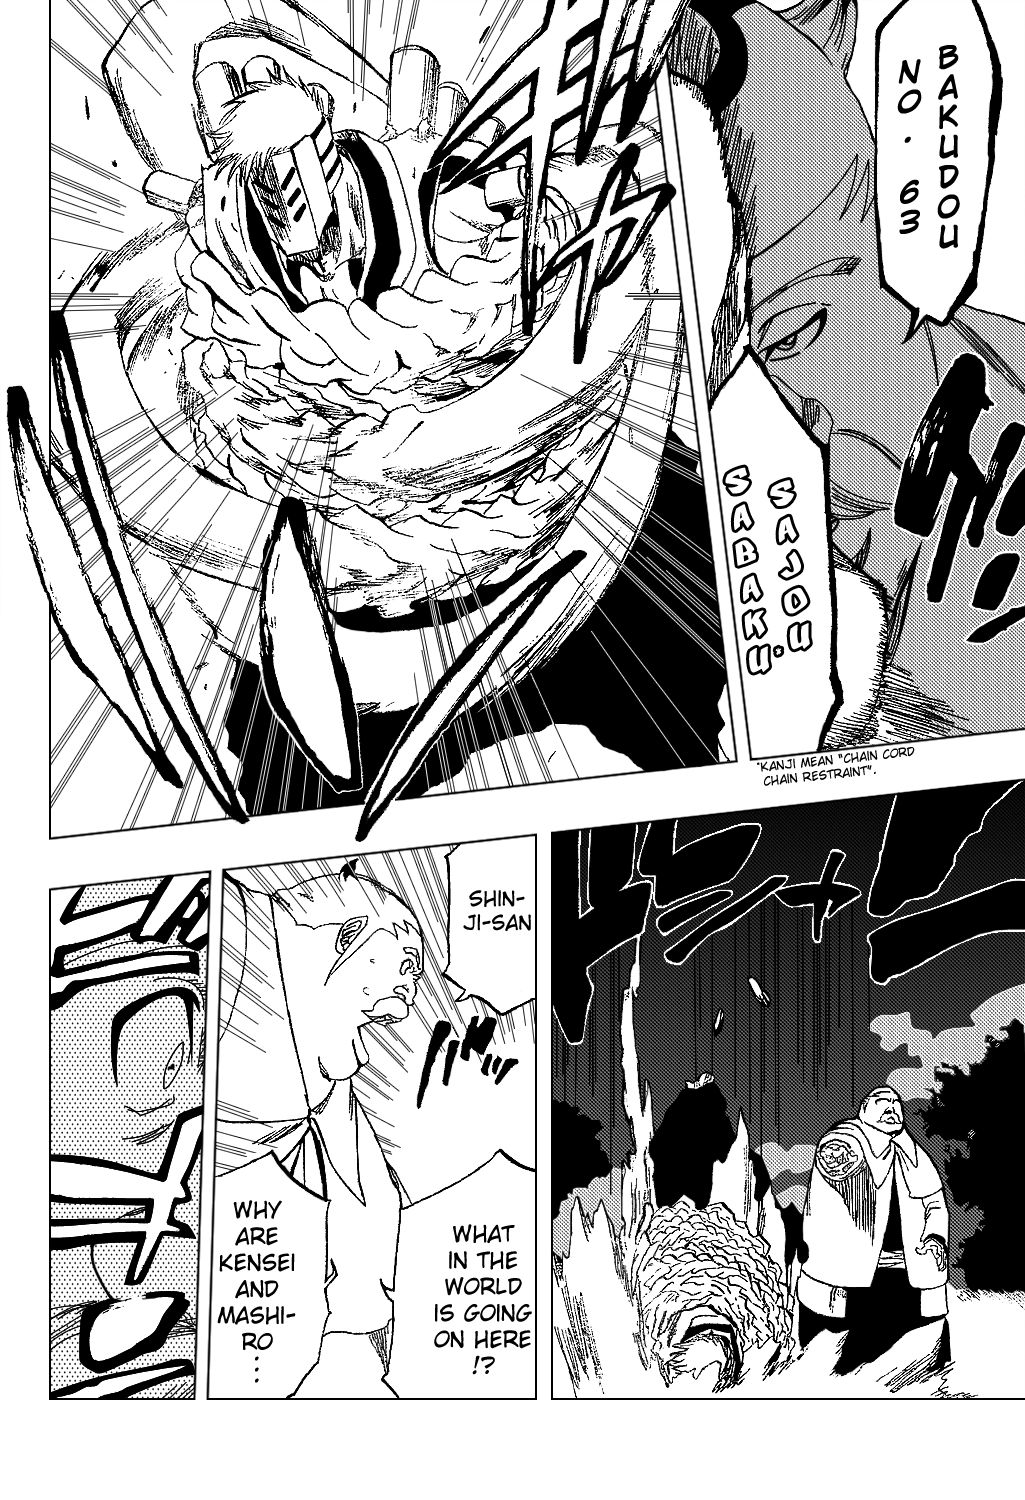 BAKUDOU
NO. 63
SAJOU
SABAKU.
*KANJI MEAN "CHAIN CORD
CHAIN RESTRAINT".
SHIN-
JI-SAN
WHAT
IN THE
WORLD
IS GOING
ON HERE
!?
WHY
ARE
KENSEI
AND
MASHI-
RO
...